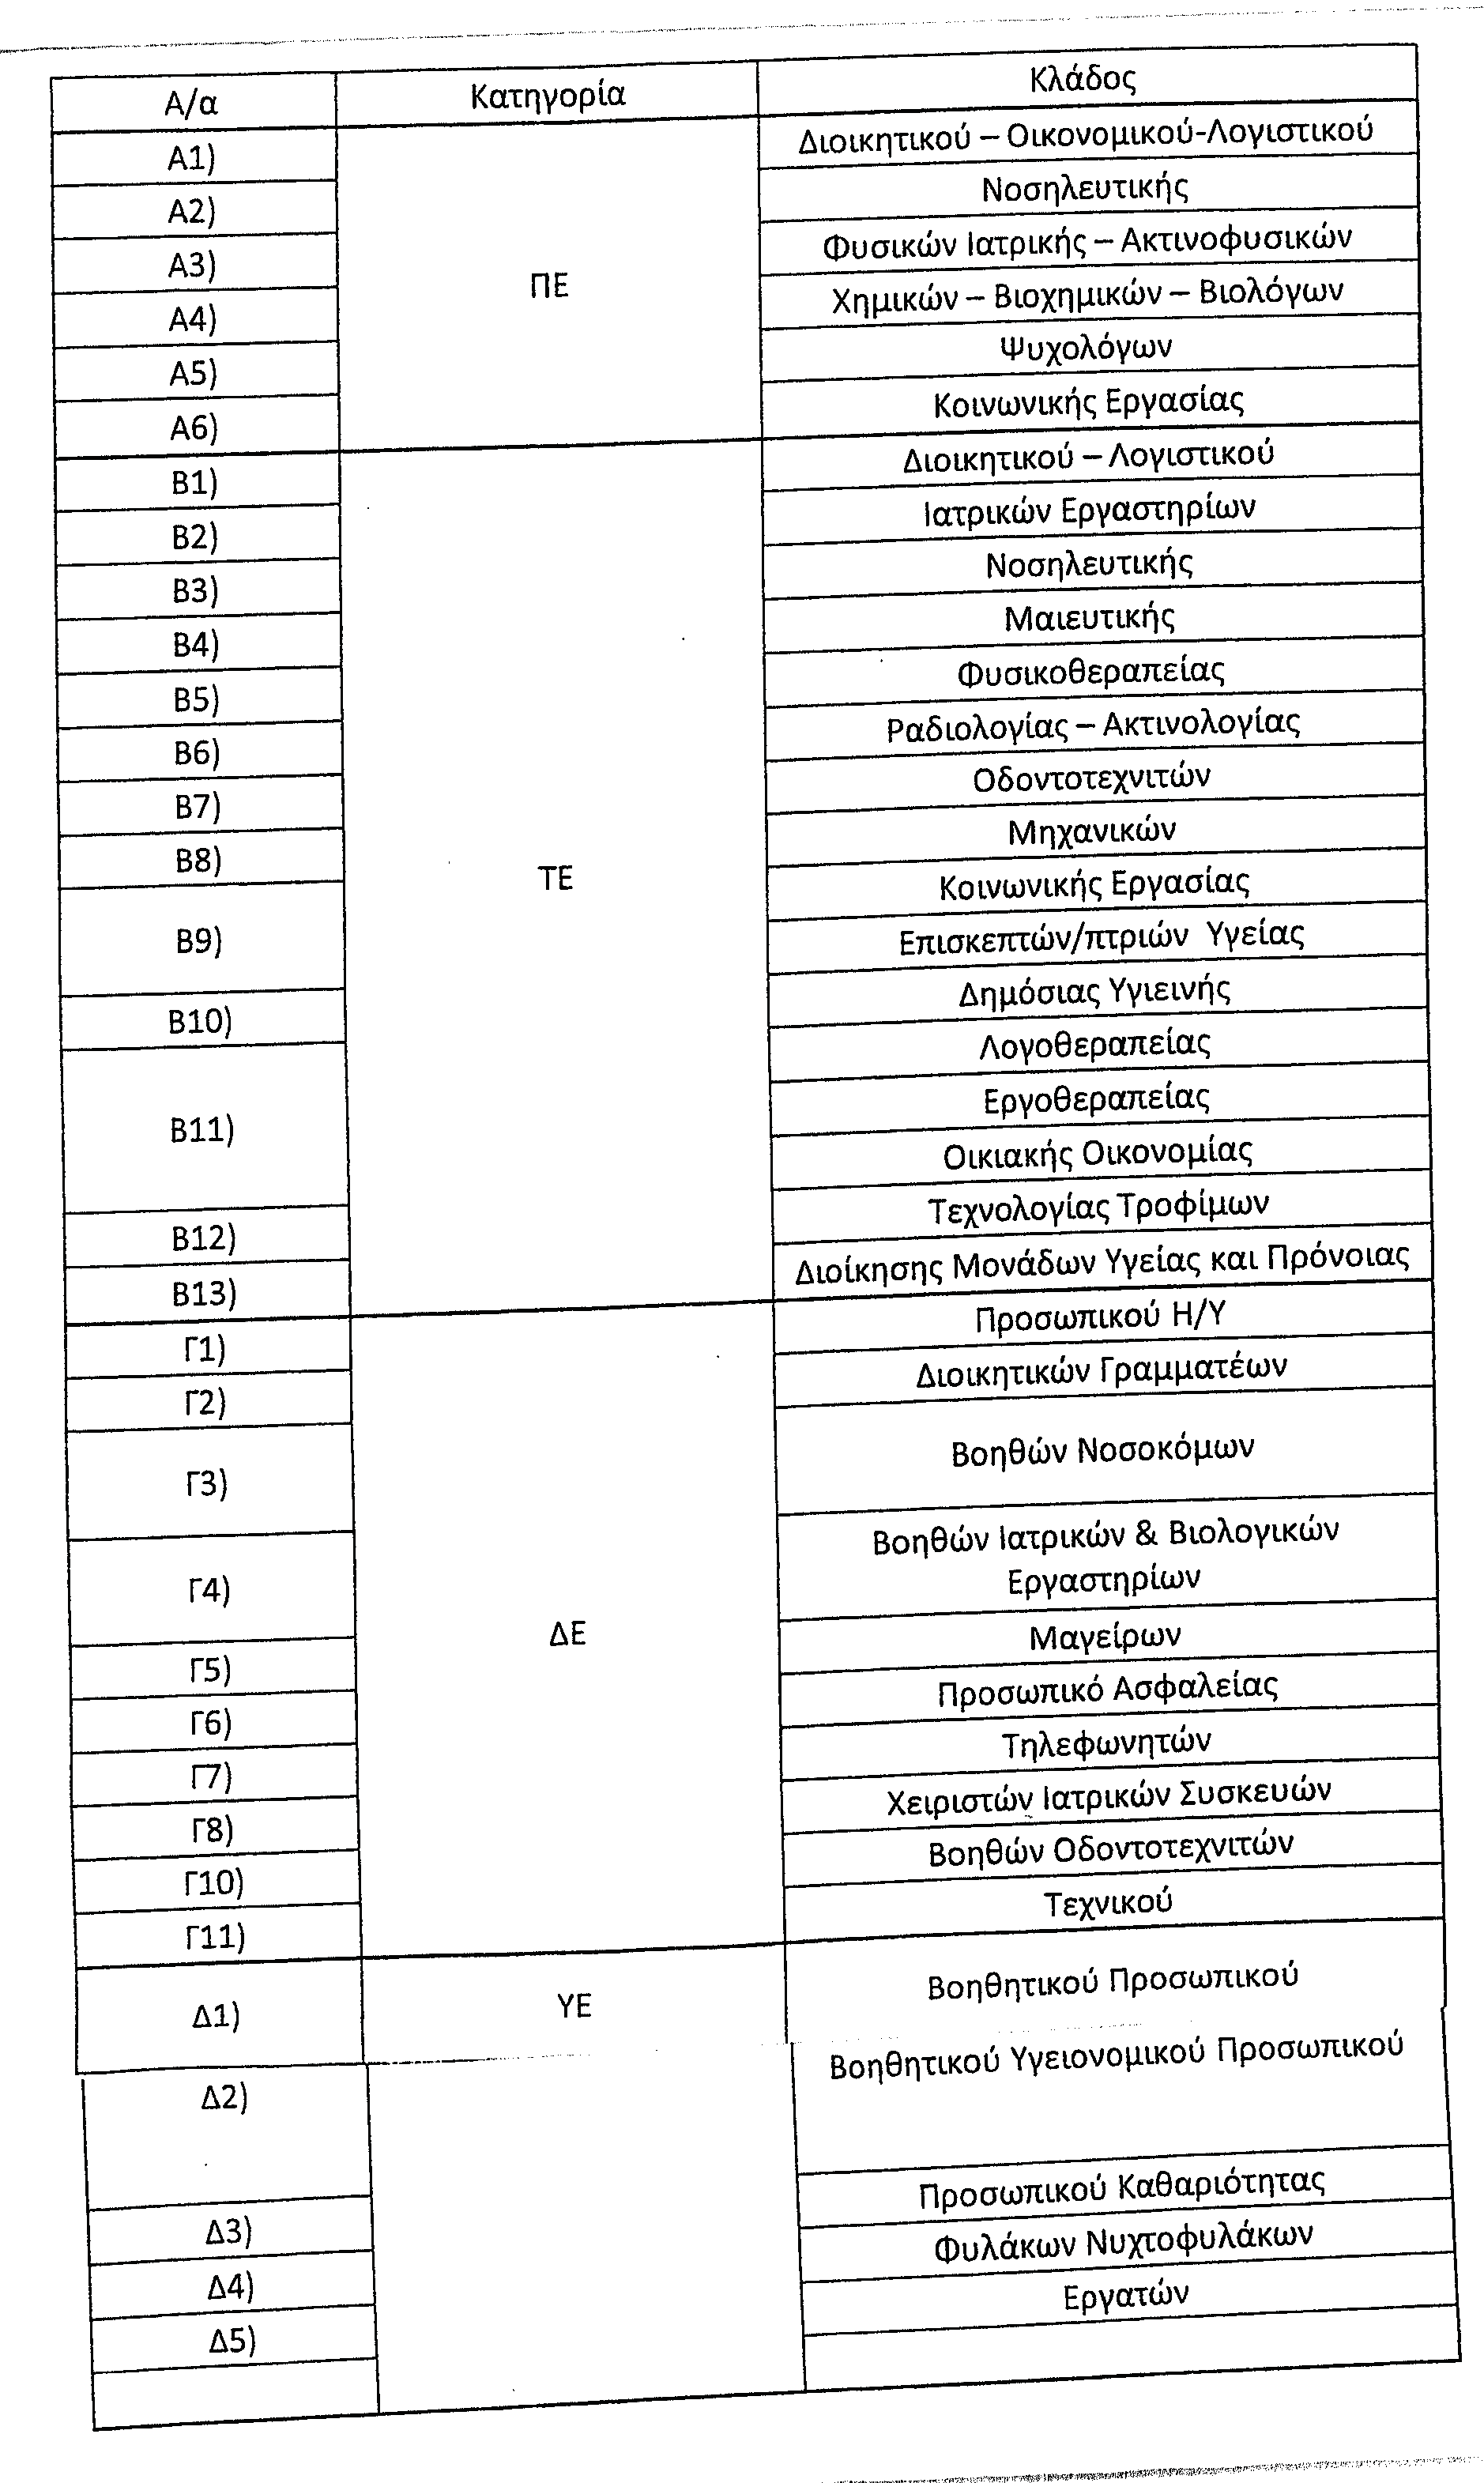 Α/α Κατηγορία Κλάδος
Α1) Διοικητικού – Οικονομικού-Λογιστικού
Α2) Νοσηλευτικής
Α3) Φυσικών Ιατρικής – Ακτινοφυσικών
ΠΕ
Α4) Χημικών – Βιοχημικών – Βιολόγων
Α5) Ψυχολόγων
Α6) Κοινωνικής Εργασίας
Β1) Διοικητικού – Λογιστικού
Β2) Ιατρικών Εργαστηρίων
Β3) Νοσηλευτικής
Β4) Μαιευτικής
Β5) Φυσικοθεραπείας
Β6) Ραδιολογίας – Ακτινολογίας
Β7) Οδοντοτεχνιτών
Β8) Μηχανικών
ΤΕ
Κοινωνικής Εργασίας
Β9) Επισκεπτών/πτριών Υγείας
Β10) Δημόσιας Υγιεινής
Λογοθεραπείας
Β11) Εργοθεραπείας
Οικιακής Οικονομίας
Β12) Τεχνολογίας Τροφίμων
Β13) Διοίκησης Μονάδων Υγείας και Πρόνοιας
Γ1) Προσωπικού Η/Υ
Γ2) Διοικητικών Γραμματέων
Γ3) Βοηθών Νοσοκόμων
Γ4) Βοηθών Ιατρικών & Βιολογικών
Εργαστηρίων
ΔΕ
Γ5) Μαγείρων
Γ6) Προσωπικό Ασφαλείας
Γ7) Τηλεφωνητών
Γ8) Χειριστών Ιατρικών Συσκευών
Γ10) Βοηθών Οδοντοτεχνιτών
Γ11) Τεχνικού
Δ1) ΥΕ Βοηθητικού Προσωπικού
Δ2) Βοηθητικού Υγειονομικού Προσωπικού
Δ3) Προσωπικού Καθαριότητας
Δ4) Φυλάκων Νυχτοφυλάκων
Δ5) Εργατών